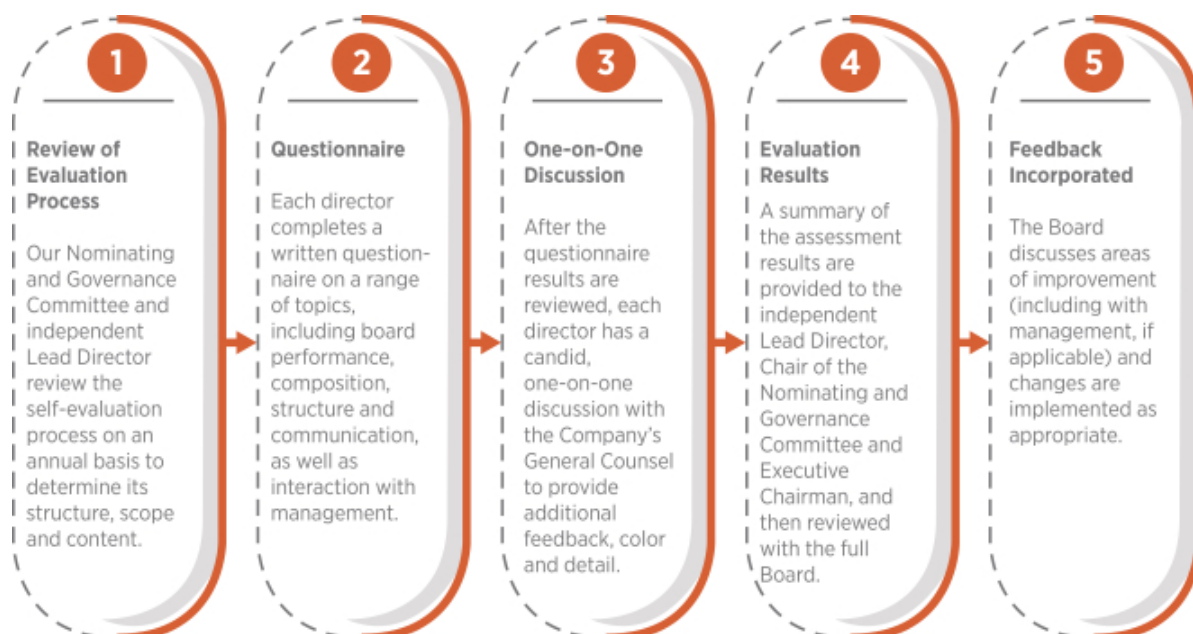 1
Review of
Evaluation
Process
Our Nominating
and Governance
Committee and
independent
Lead Director
review the
self-evaluation
process on an
annual basis to
determine its
structure, scope
and content.
2
Questionnaire
Each director
completes a
written question-
naire on a range
of topics,
including board
performance,
composition,
structure and
communication,
as well as
interaction with
management.
3
One-on-One
Discussion
After the
questionnaire
results are
reviewed, each
director has a
candid,
one-on-one
discussion with
the Company's
General Counsel
to provide
additional
feedback, color
and detail.
4
Evaluation
Results
A summary of
the assessment
results are
provided to the
independent
Lead Director,
Chair of the
Nominating and
Governance
Committee and
Executive
Chairman, and
then reviewed
with the full
Board.
5
Feedback
Incorporated
The Board
discusses areas
of improvement
(including with
management, if
applicable) and
changes are
implemented as
appropriate.